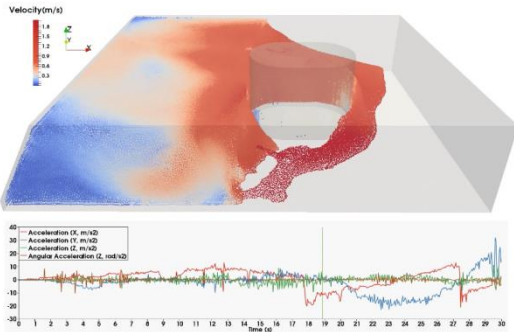 Velocity(m/s)
1.8
1.5
1.2
0.9
0.6
0.3
Z
Y
X
40
30
20
10
0
-10
-20
-30
Acceleration (X, m/s2)
Acceleration (Y, m/s2)
Acceleration (Z, m/s2)
Angular Acceleration (Z, rad/s2)
0 1 2 3 4 5 6 7 8 9 10 11 12 13 14 15 16 17 18 19 20 21 22 23 24 25 26 27 28 29 30
Time (s)